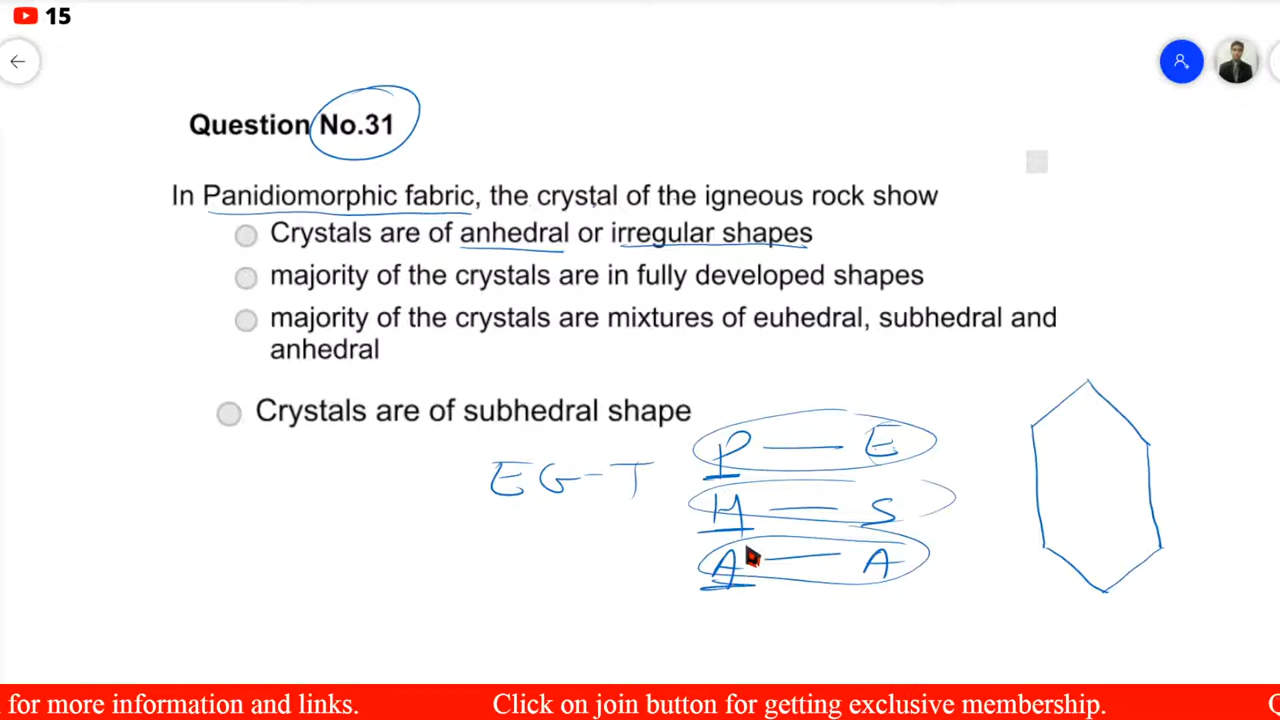 15
Question No.31
In Panidiomorphic fabric, the crystal of the igneous rock show
Crystals are of anhedral or irregular shapes
majority of the crystals are in fully developed shapes
majority of the crystals are mixtures of euhedral, subhedral and
anhedral
Crystals are of subhedral shape
P — E
EG-T
H — S
A — A
for more information and links. Click on join button for getting exclusive membership.